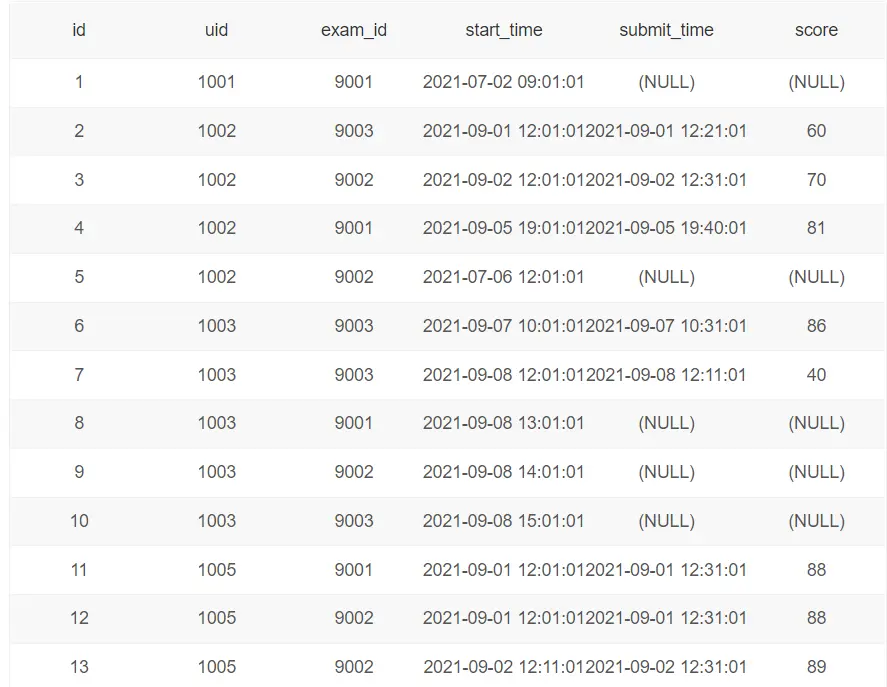 id uid exam_id start_time submit_time score
1 1001 9001 2021-07-02 09:01:01 (NULL) (NULL)
2 1002 9003 2021-09-01 12:01:01 2021-09-01 12:21:01 60
3 1002 9002 2021-09-02 12:01:01 2021-09-02 12:31:01 70
4 1002 9001 2021-09-05 19:01:01 2021-09-05 19:40:01 81
5 1002 9002 2021-07-06 12:01:01 (NULL) (NULL)
6 1003 9003 2021-09-07 10:01:01 2021-09-07 10:31:01 86
7 1003 9003 2021-09-08 12:01:01 2021-09-08 12:11:01 40
8 1003 9001 2021-09-08 13:01:01 (NULL) (NULL)
9 1003 9002 2021-09-08 14:01:01 (NULL) (NULL)
10 1003 9003 2021-09-08 15:01:01 (NULL) (NULL)
11 1005 9001 2021-09-01 12:01:01 2021-09-01 12:31:01 88
12 1005 9002 2021-09-01 12:01:01 2021-09-01 12:31:01 88
13 1005 9002 2021-09-02 12:11:01 2021-09-02 12:31:01 89